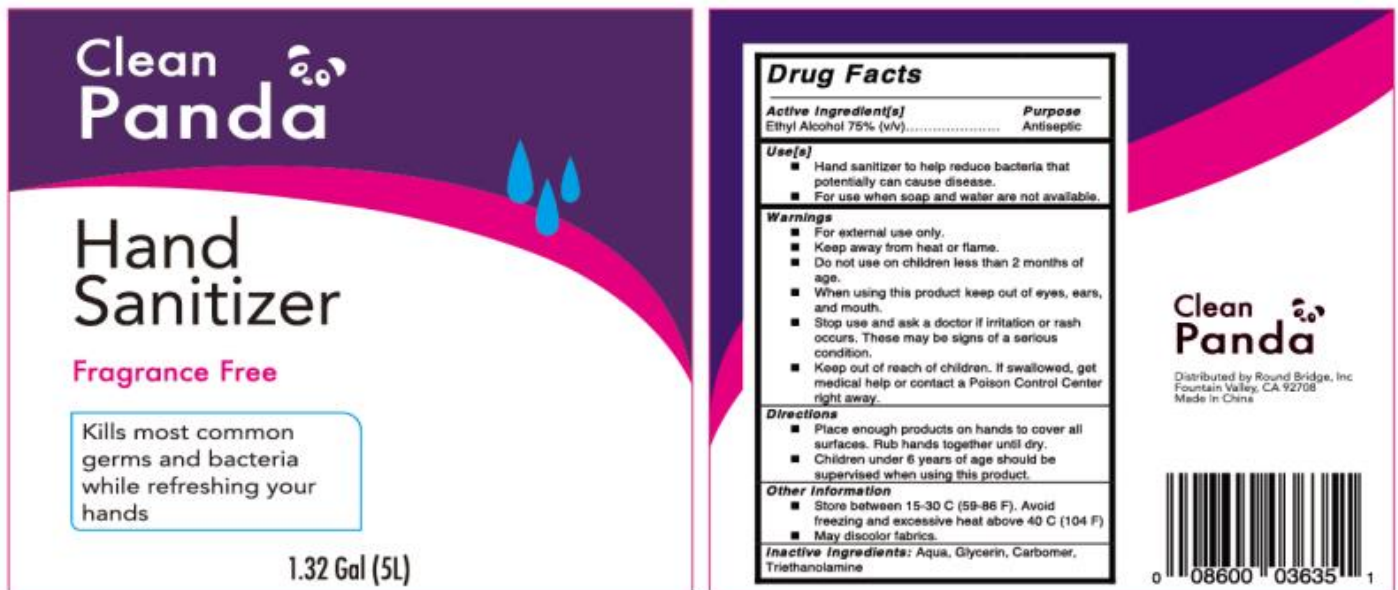 Clean
Panda
Hand
Sanitizer
Fragrance Free
Kills most common
germs and bacteria
while refreshing your
hands
1.32 Gal (5L)
Drug Facts
Active Ingredient[s] Purpose
Ethyl Alcohol 75% (v/v)..................... Antiseptic
Use[s]
■ Hand sanitizer to help reduce bacteria that
potentially can cause disease.
■ For use when soap and water are not available.
Warnings
■ For external use only.
■ Keep away from heat or flame.
■ Do not use on children less than 2 months of
age.
■ When using this product keep out of eyes, ears,
and mouth.
■ Stop use and ask a doctor if irritation or rash
occurs. These may be signs of a serious
condition.
■ Keep out of reach of children. If swallowed, get
medical help or contact a Poison Control Center
right away.
Directions
■ Place enough products on hands to cover all
surfaces. Rub hands together until dry.
■ Children under 6 years of age should be
supervised when using this product.
Other Information
■ Store between 15-30 C (59-86 F). Avoid
freezing and excessive heat above 40 C (104 F)
■ May discolor fabrics.
Inactive Ingredients: Aqua, Glycerin, Carbomer,
Triethanolamine
Clean
Panda
Distributed by Round Bridge, Inc
Fountain Valley, CA 92708
Made In China
0 08600 03635 1